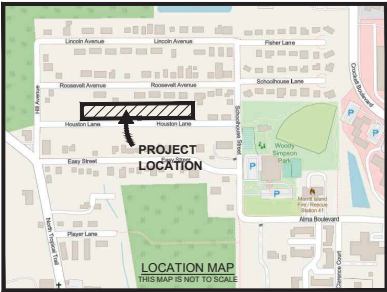 Lincoln Avenue
Lincoln Avenue
Fisher Lane
Crockett Boulevard
Hill Avenue
Schoolhouse Lane
Roosevelt Avenue
Roosevelt Avenue
P
Schoolhouse Street
P
Houston Lane
Houston Lane
Woody
Simpson
Park
PROJECT
LOCATION
Easy Street
Easy Street
P
P
P
Merritt Island
Fire / Rescue
Station 41
Alma Boulevard
North Tropical Trail
Player Lane
Clarence Court
LOCATION MAP
THIS MAP IS NOT TO SCALE